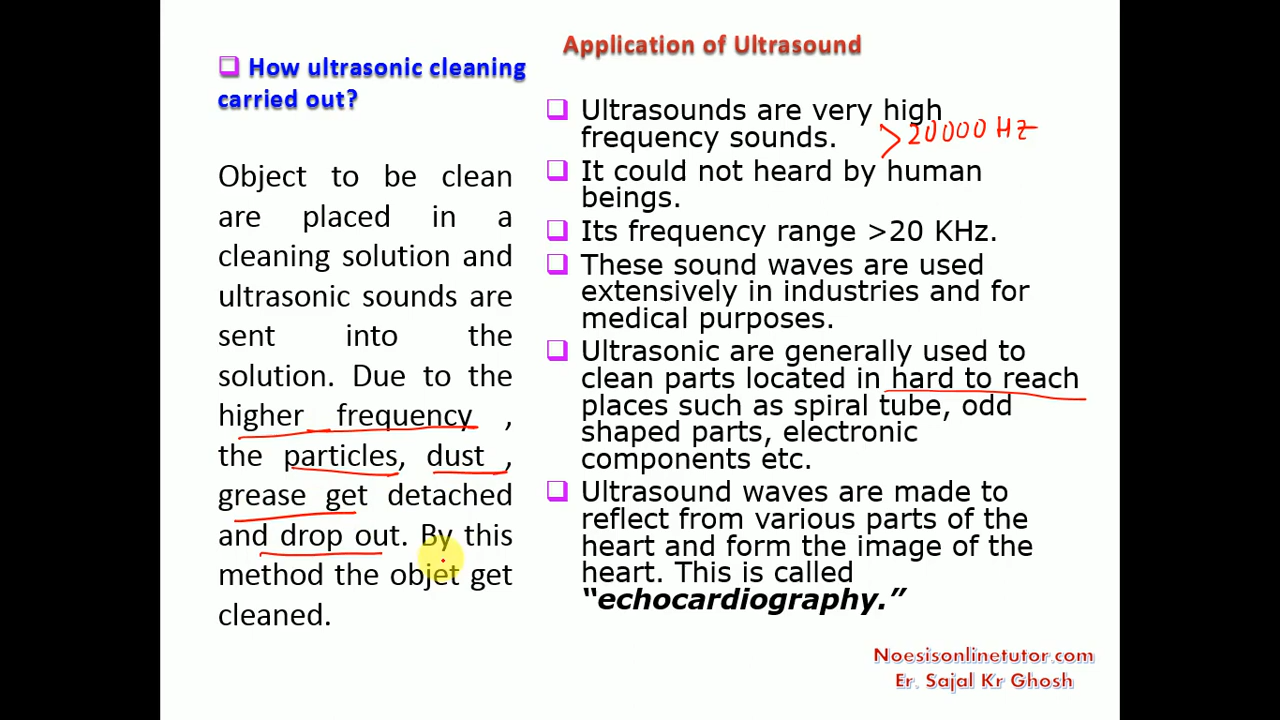 How ultrasonic cleaning
carried out?
Object to be clean
are placed in a
cleaning solution and
ultrasonic sounds are
sent into the
solution. Due to the
higher frequency ,
the particles, dust ,
grease get detached
and drop out. By this
method the objet get
cleaned.
Application of Ultrasound
Ultrasounds are very high
frequency sounds.
>20000 HZ
It could not heard by human
beings.
Its frequency range >20 KHz.
These sound waves are used
extensively in industries and for
medical purposes.
Ultrasonic are generally used to
clean parts located in hard to reach
places such as spiral tube, odd
shaped parts, electronic
components etc.
Ultrasound waves are made to
reflect from various parts of the
heart and form the image of the
heart. This is called
“echocardiography.”
Noesisonlinetutor.com
Er. Sajal Kr Ghosh